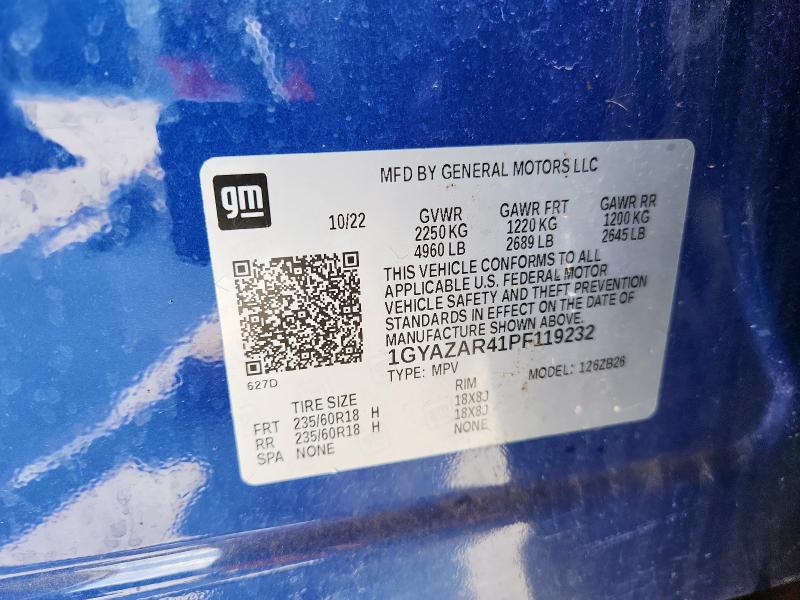 gm
MFD BY GENERAL MOTORS LLC
10/22
GVWR GAWR FRT GAWR RR
2250 KG 1220 KG 1200 KG
4960 LB 2689 LB 2645 LB
THIS VEHICLE CONFORMS TO ALL
APPLICABLE U.S. FEDERAL MOTOR
VEHICLE SAFETY AND THEFT PREVENTION
STANDARDS IN EFFECT ON THE DATE OF
MANUFACTURE SHOWN ABOVE.
1GYAZAR41PF119232
627D
TYPE: MPV MODEL: 126ZB26
TIRE SIZE RIM
FRT 235/60R18 H 18X8J
RR 235/60R18 H 18X8J
SPA NONE NONE